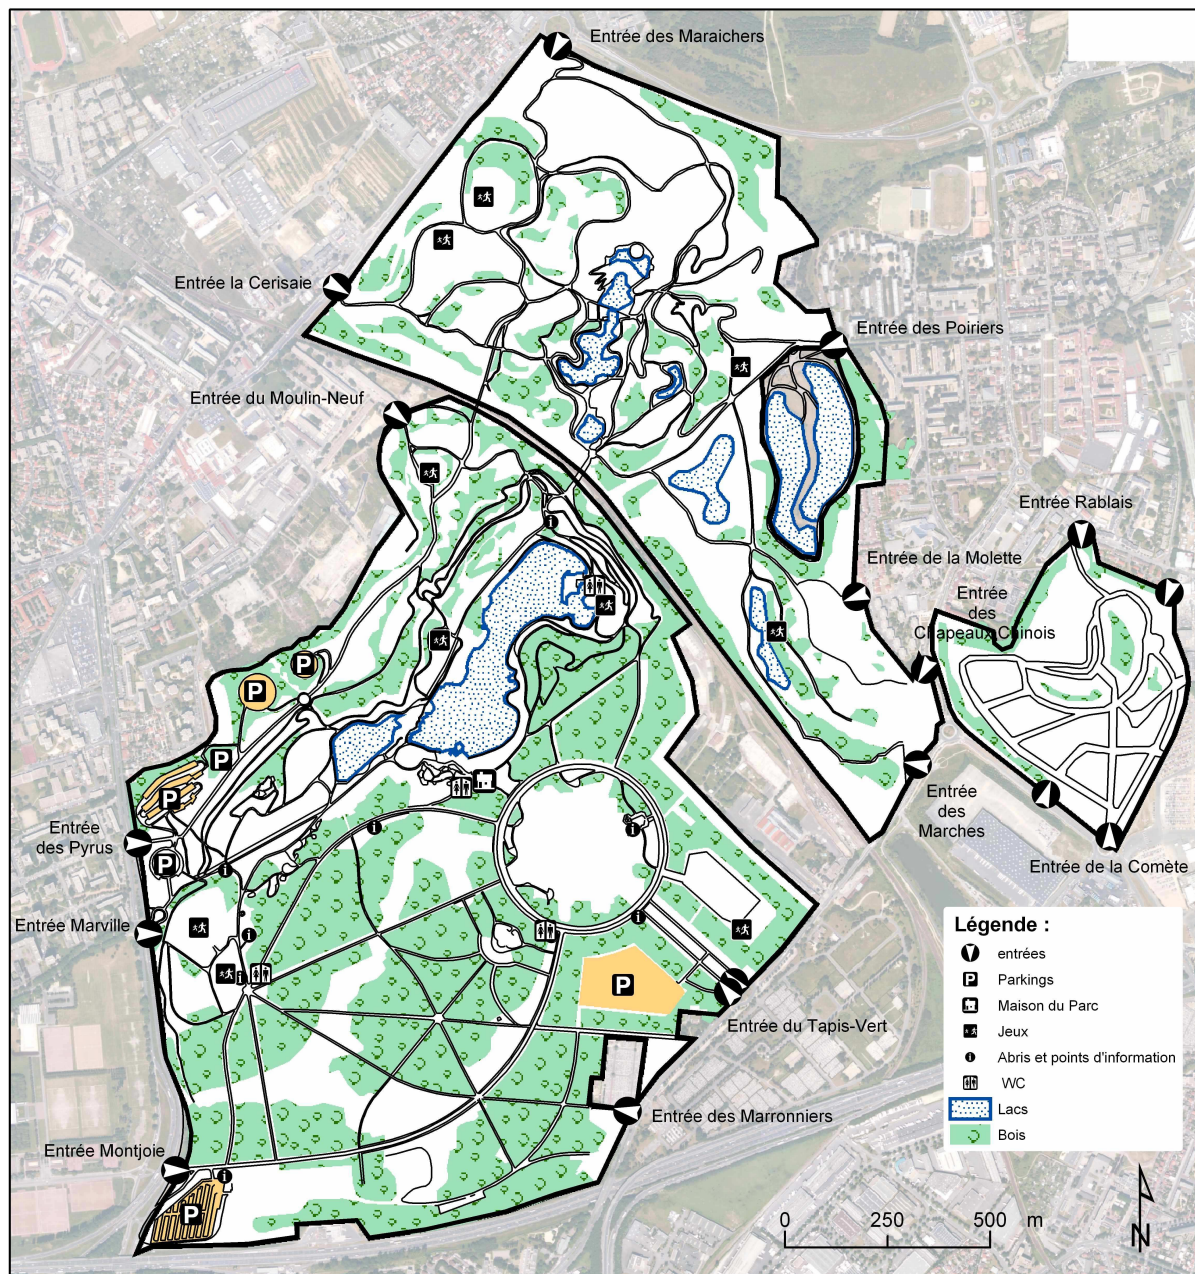 Entrée des Maraichers
Entrée la Cerisaie
Entrée des Poiriers
Entrée du Moulin-Neuf
Entrée Rablais
Entrée de la Molette
Entrée
des
Chapeaux Chinois
P
P
P
P
Entrée
des Pyrus
P
Entrée
des
Marches
Entrée de la Comète
Entrée Marville
P
Entrée du Tapis-Vert
Entrée des Marronniers
Entrée Montjoie
P
Légende :
entrées
P Parkings
Maison du Parc
Jeux
i Abris et points d'information
WC
Lacs
Bois
0 250 500 m
N